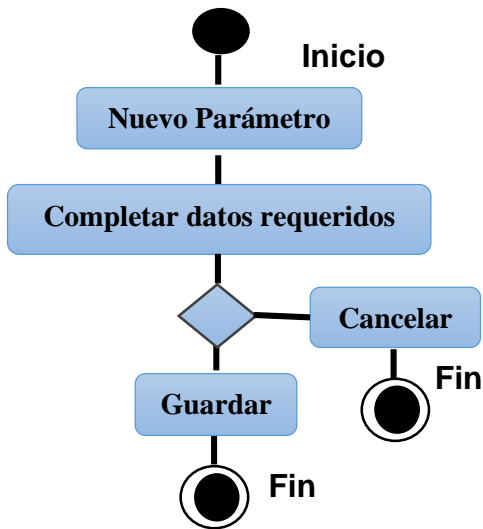 Inicio
Nuevo Parámetro
Completar datos requeridos
Cancelar
Fin
Guardar
Fin